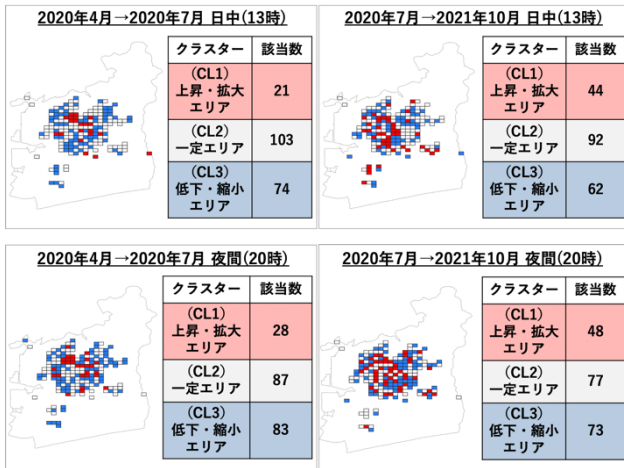 2020年4月→2020年7月 日中(13時)
クラスター 該当数
(CL1)
上昇・拡大
エリア
21
(CL2)
一定エリア
103
(CL3)
低下・縮小
エリア
74
2020年7月→2021年10月 日中(13時)
クラスター 該当数
(CL1)
上昇・拡大
エリア
44
(CL2)
一定エリア
92
(CL3)
低下・縮小
エリア
62
2020年4月→2020年7月 夜間(20時)
クラスター 該当数
(CL1)
上昇・拡大
エリア
28
(CL2)
一定エリア
87
(CL3)
低下・縮小
エリア
83
2020年7月→2021年10月 夜間(20時)
クラスター 該当数
(CL1)
上昇・拡大
エリア
48
(CL2)
一定エリア
77
(CL3)
低下・縮小
エリア
73